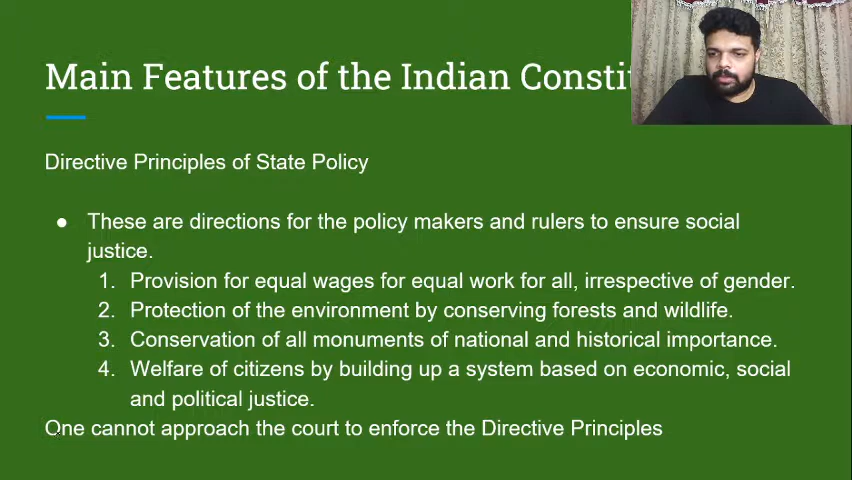 Main Features of the Indian
Directive Principles of State Policy
● These are directions for the policy makers and rulers to ensure social
justice.
1. Provision for equal wages for equal work for all, irrespective of gender.
2. Protection of the environment by conserving forests and wildlife.
3. Conservation of all monuments of national and historical importance.
4. Welfare of citizens by building up a system based on economic, social
and political justice.
One cannot approach the court to enforce the Directive Principles